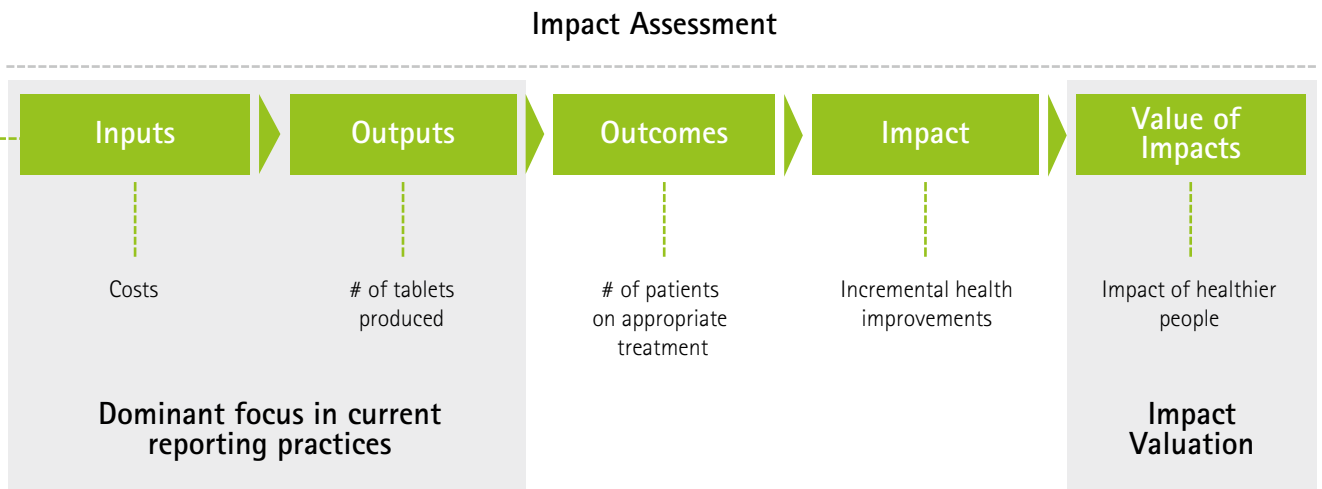 Impact Assessment
Inputs
Outputs
Outcomes
Impact
Value of
Impacts
Costs
# of tablets
produced
# of patients
on appropriate
treatment
Incremental health
improvements
Impact of healthier
people
Dominant focus in current
reporting practices
Impact
Valuation